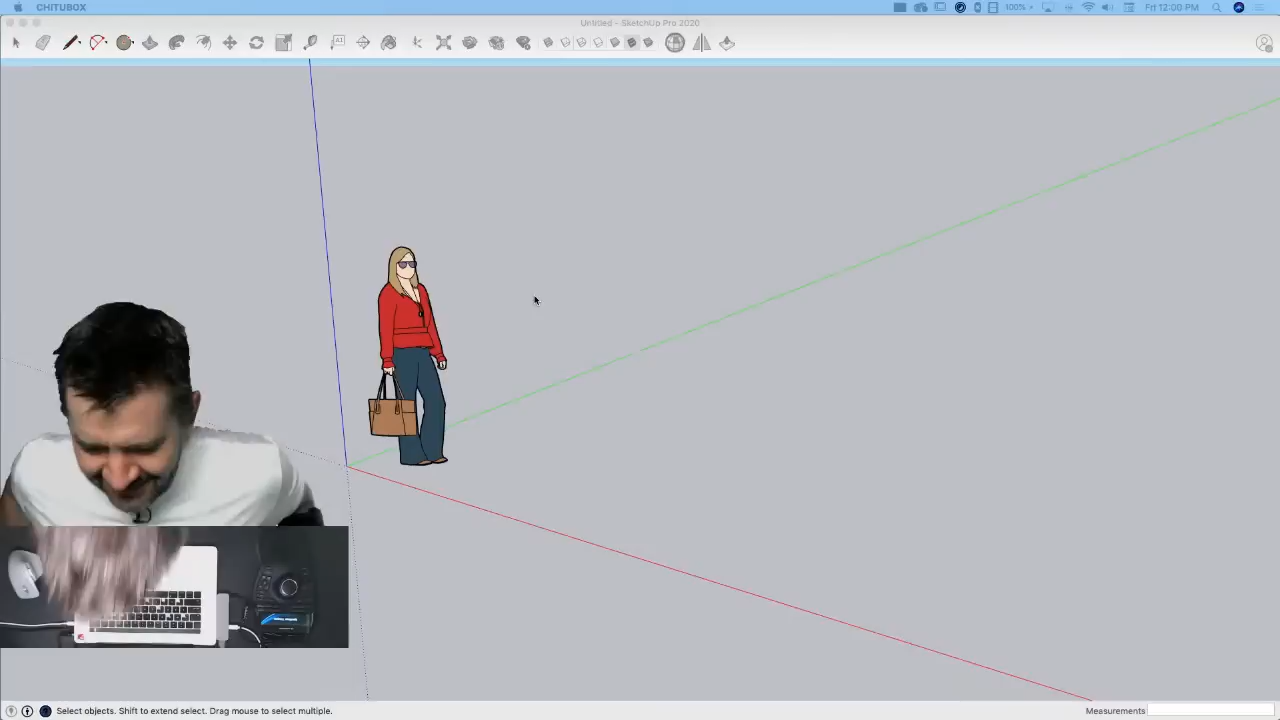 CHITUBOX
100%
Fri 12:00 PM
Untitled - SketchUp Pro 2020
A1
Select objects. Shift to extend select. Drag mouse to select multiple.
Measurements